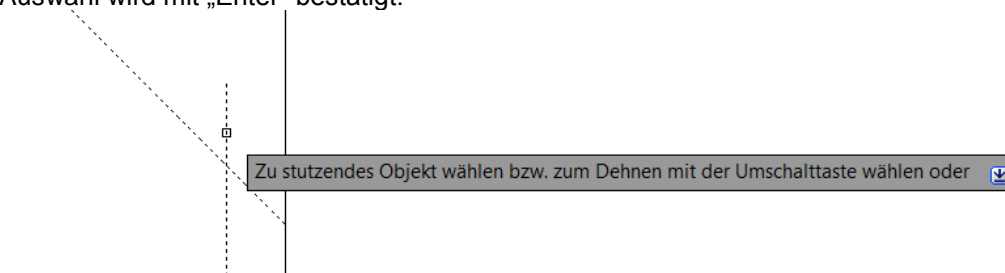 Auswahl wird mit „Enter“ bestätigt.
Zu stutzendes Objekt wählen bzw. zum Dehnen mit der Umschalttaste wählen oder